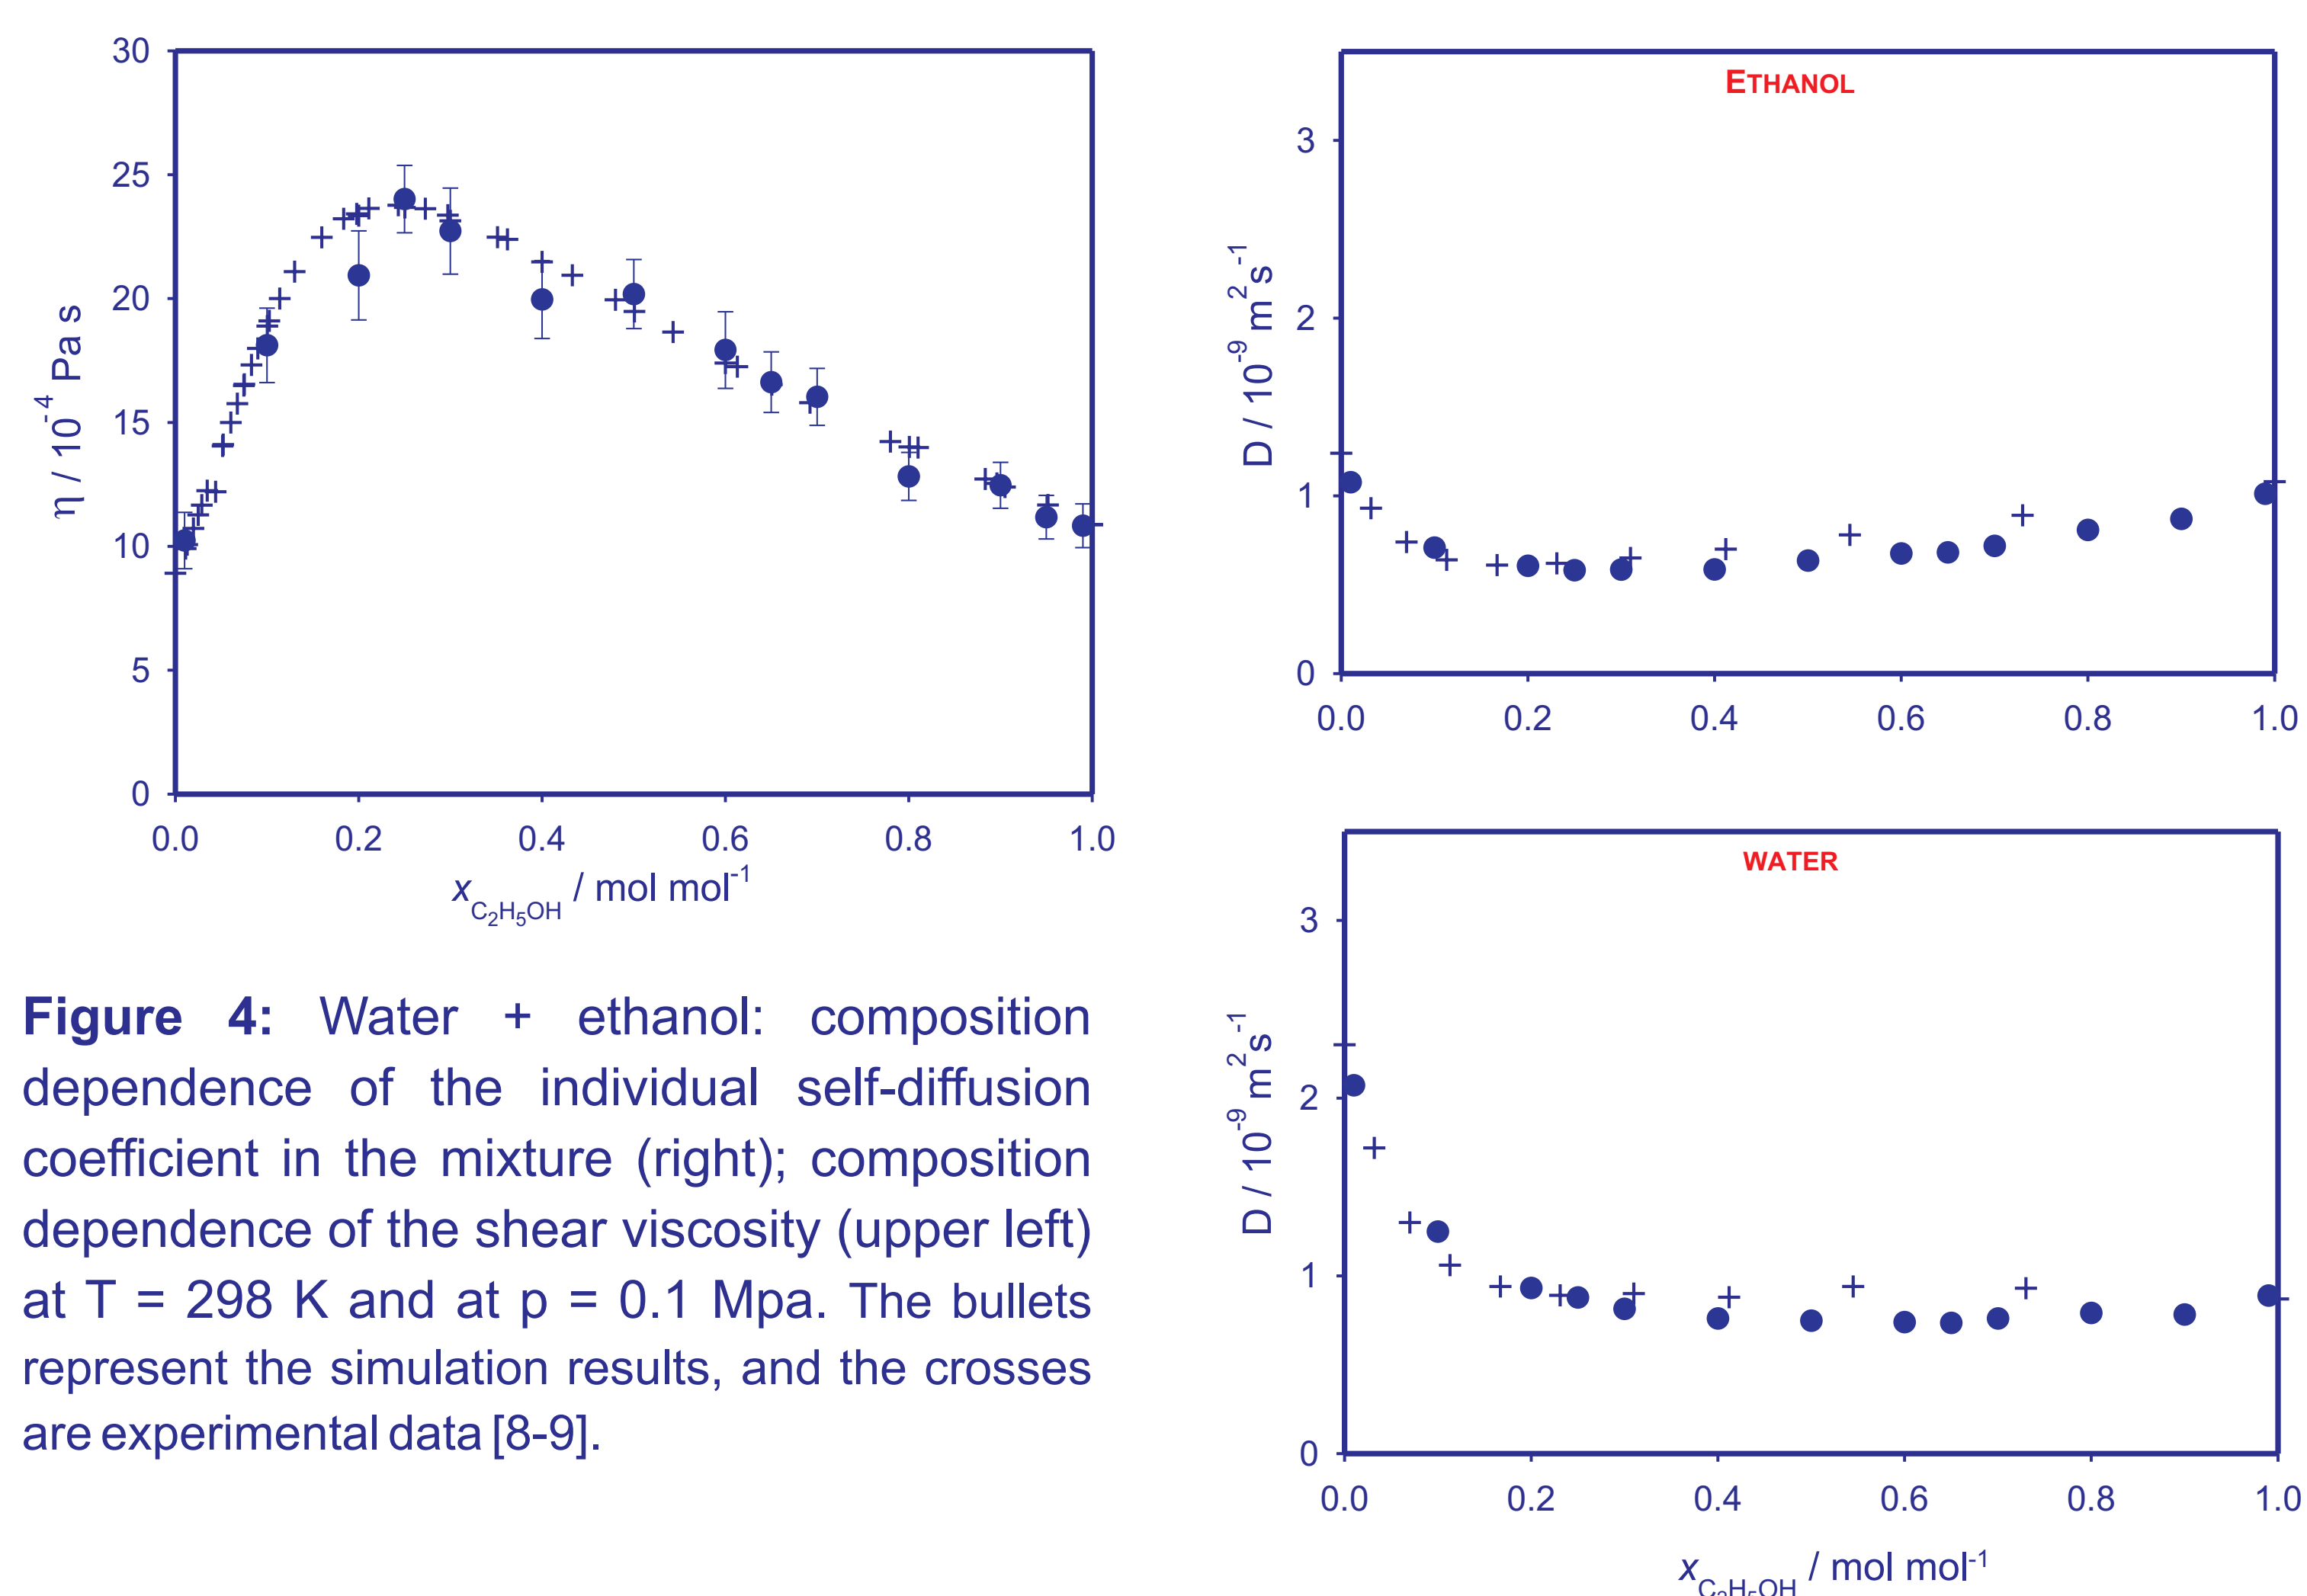 30
25
20
15
10
5
0
η / 10⁻⁴ Pa s
0.0 0.2 0.4 0.6 0.8 1.0
x C₂H₅OH / mol mol⁻¹
ETHANOL
3
2
1
0
D / 10⁻⁹ m² s⁻¹
0.0 0.2 0.4 0.6 0.8 1.0
WATER
3
2
1
0
D / 10⁻⁹ m² s⁻¹
0.0 0.2 0.4 0.6 0.8 1.0
x C₂H₅OH / mol mol⁻¹
Figure 4: Water + ethanol: composition
dependence of the individual self-diffusion
coefficient in the mixture (right); composition
dependence of the shear viscosity (upper left)
at T = 298 K and at p = 0.1 Mpa. The bullets
represent the simulation results, and the crosses
are experimental data [8-9].